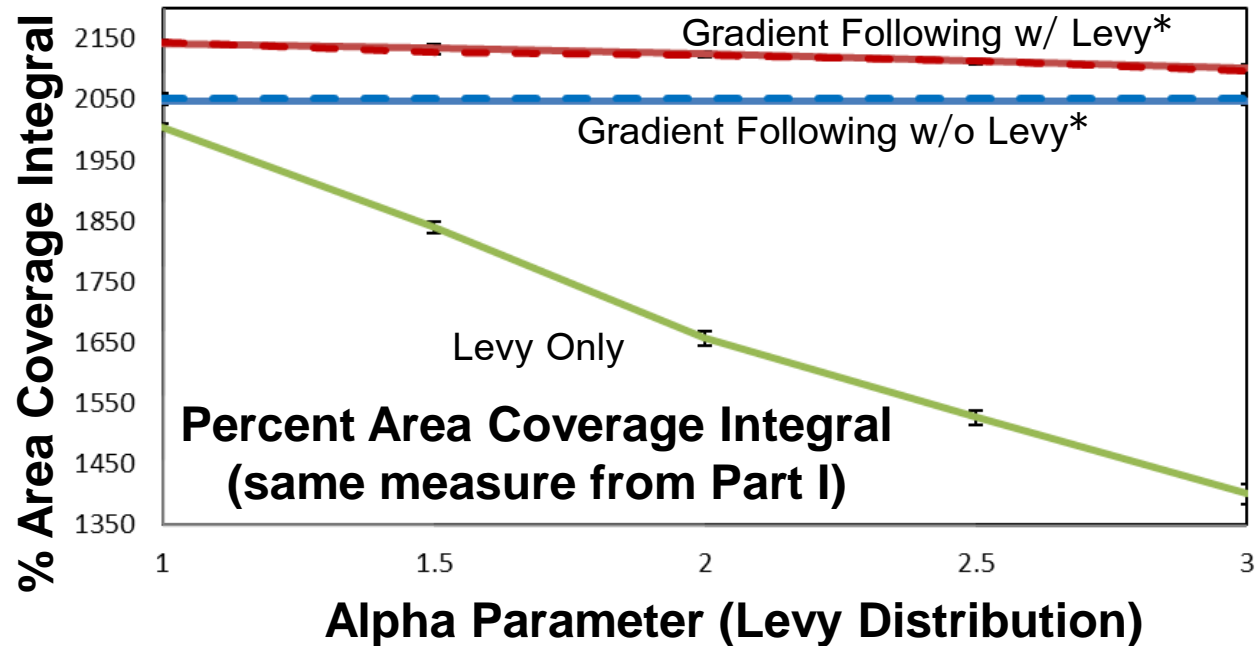 % Area Coverage Integral
2150
2050
1950
1850
1750
1650
1550
1450
1350
Gradient Following w/ Levy*
Gradient Following w/o Levy*
Levy Only
Percent Area Coverage Integral
(same measure from Part I)
1 1.5 2 2.5 3
Alpha Parameter (Levy Distribution)